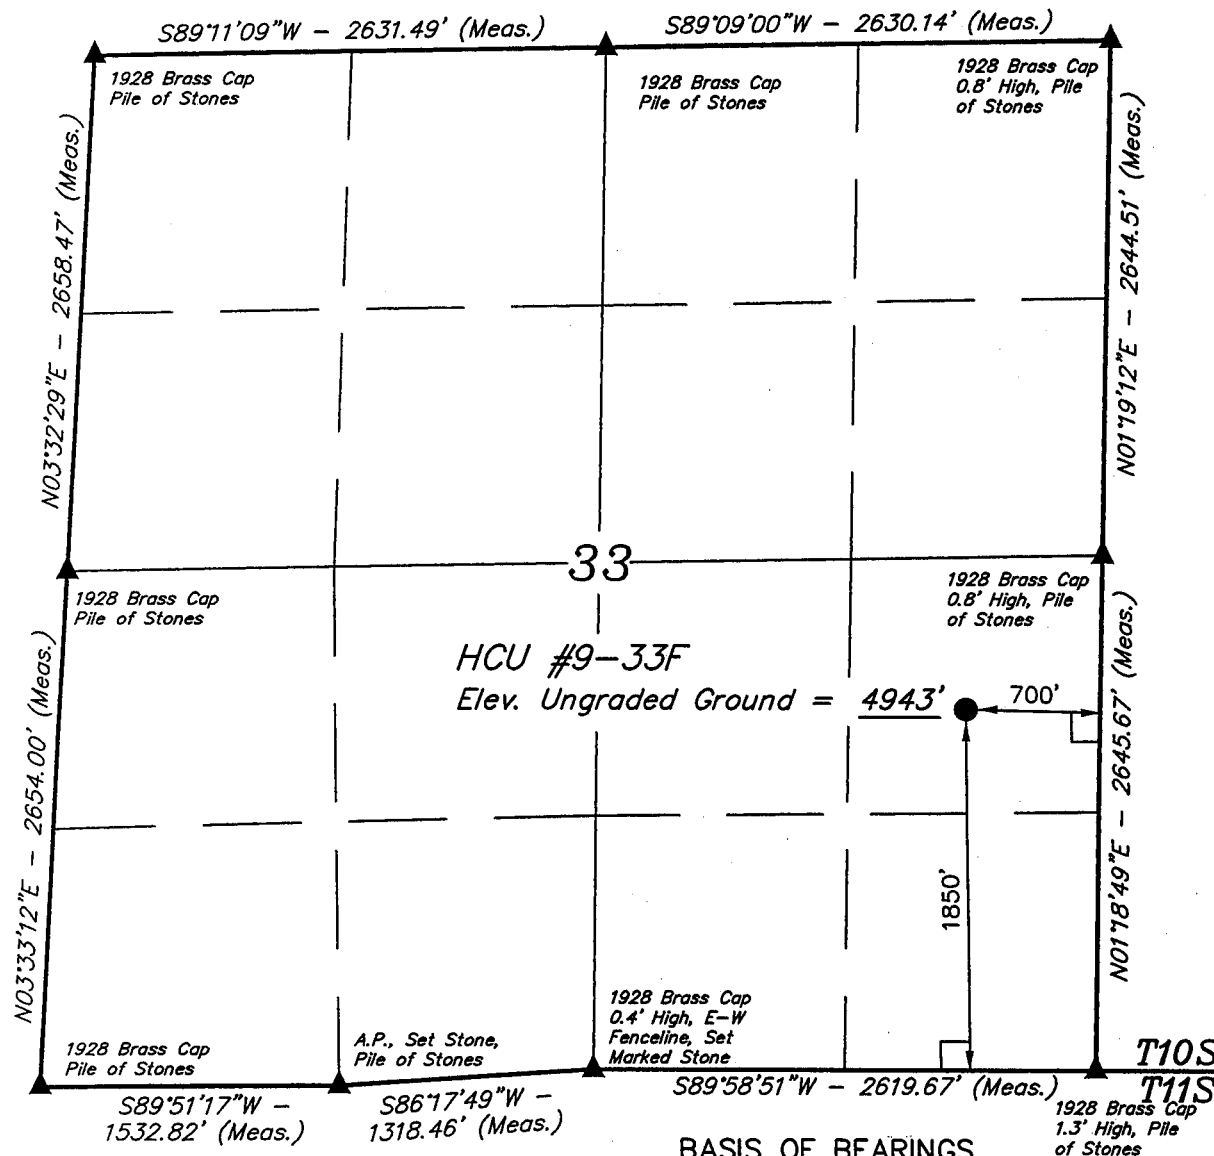 S89°11'09"W - 2631.49' (Meas.)
S89°09'00"W - 2630.14' (Meas.)
1928 Brass Cap
Pile of Stones
1928 Brass Cap
Pile of Stones
1928 Brass Cap
0.8' High, Pile
of Stones
N03°32'29"E - 2658.47' (Meas.)
N01°19'12"E - 2644.51' (Meas.)
33
1928 Brass Cap
Pile of Stones
1928 Brass Cap
0.8' High, Pile
of Stones
HCU #9-33F
Elev. Ungraded Ground = 4943'
700'
N03°33'12"E - 2654.00' (Meas.)
N01°18'49"E - 2645.67' (Meas.)
1850'
1928 Brass Cap
Pile of Stones
A.P., Set Stone,
Pile of Stones
1928 Brass Cap
0.4' High, E-W
Fenceline, Set
Marked Stone
T10S
T11S
S89°51'17"W -
1532.82' (Meas.)
S86°17'49"W -
1318.46' (Meas.)
S89°58'51"W - 2619.67' (Meas.)
1928 Brass Cap
1.3' High, Pile
of Stones
BASIS OF BEARINGS